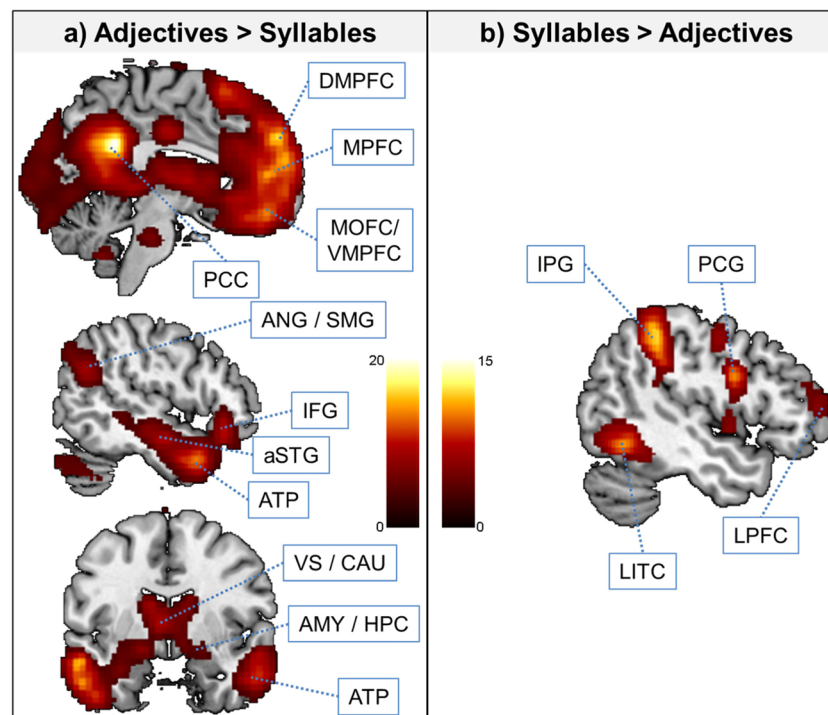 a) Adjectives > Syllables
DMPFC
MPFC
MOFC/
VMPFC
PCC
ANG / SMG
20
IFG
aSTG
ATP
0
VS / CAU
AMY / HPC
ATP
b) Syllables > Adjectives
IPG
PCG
15
0
LPFC
LITC